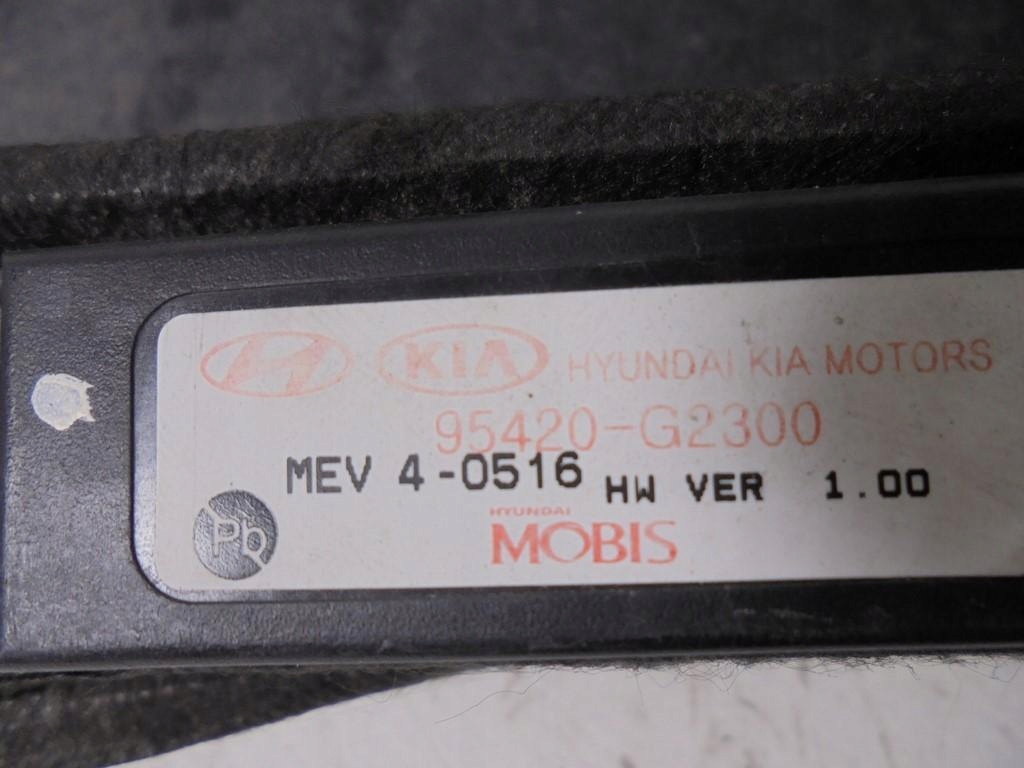 KIA HYUNDAI KIA MOTORS
95420-G2300
MEV 4-0516 HW VER 1.00
Pb
HYUNDAI
MOBIS